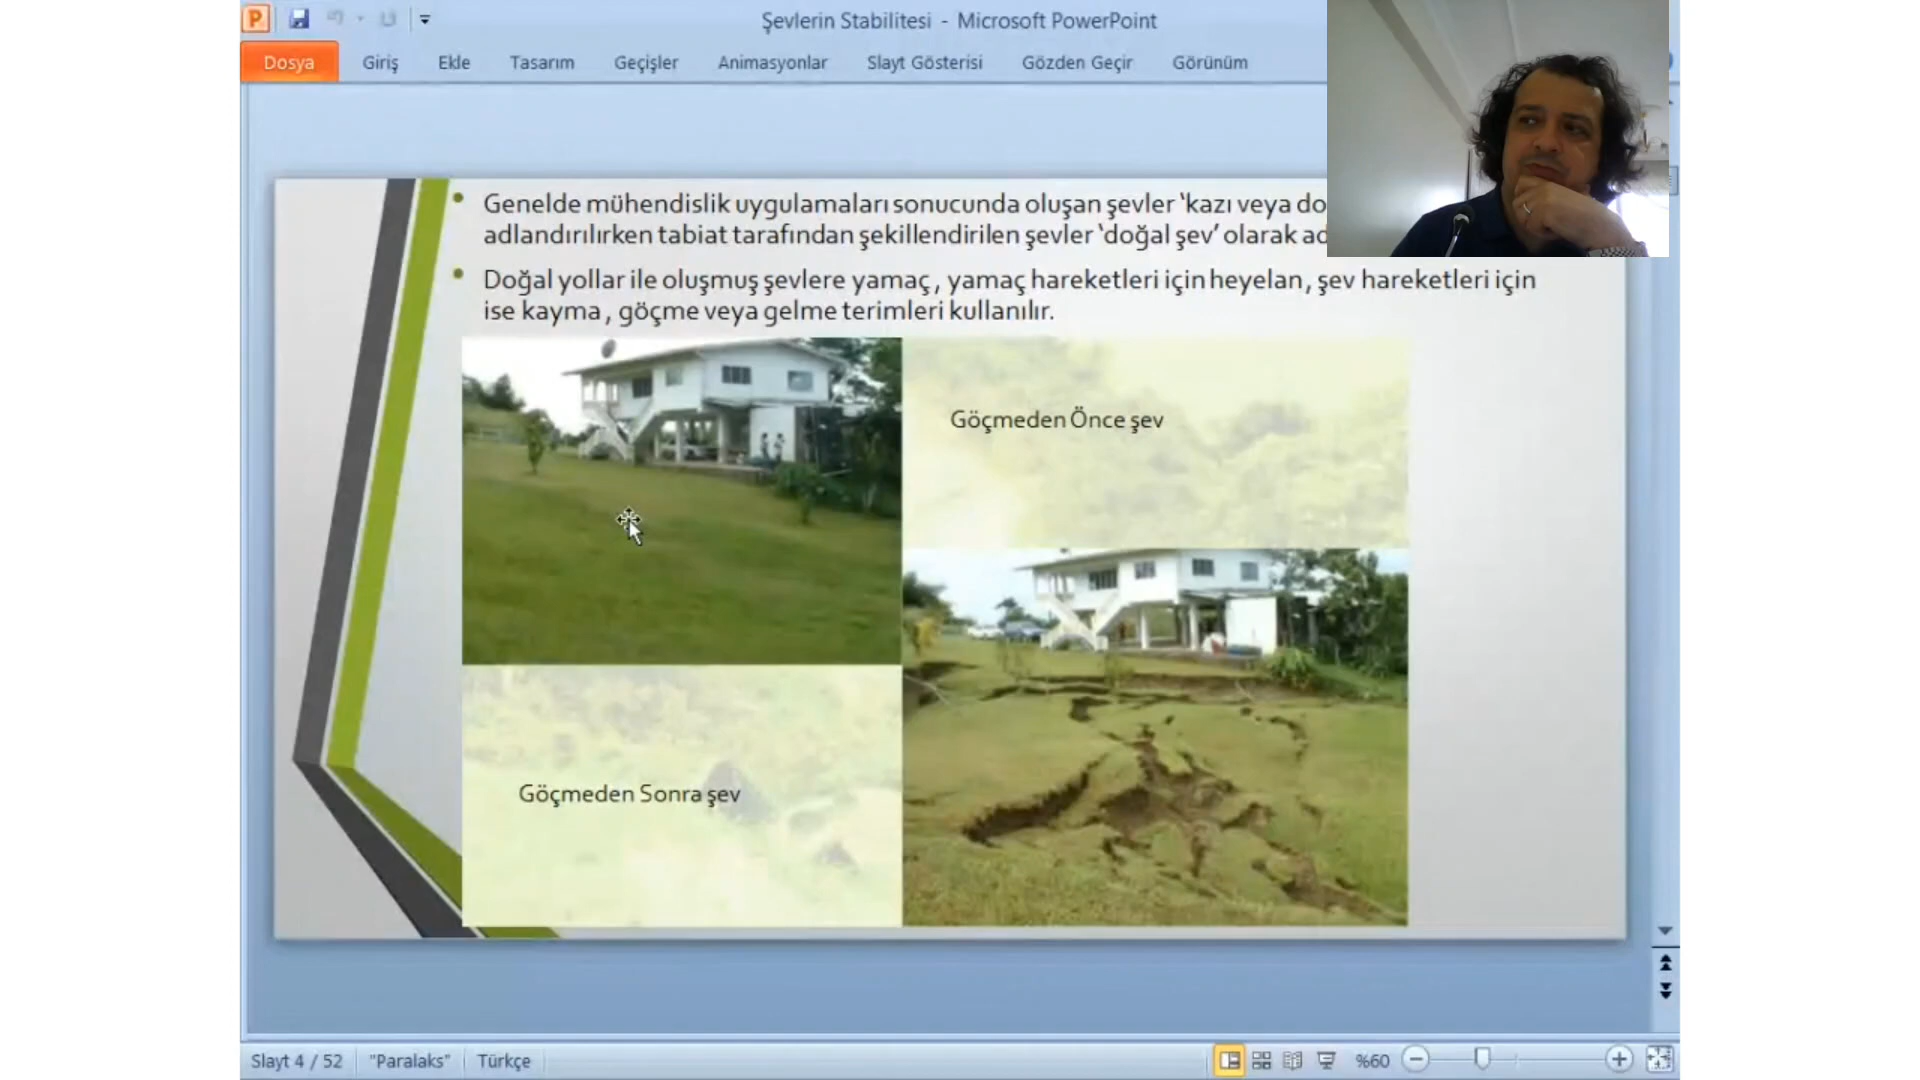 Şevlerin Stabilitesi - Microsoft PowerPoint
Dosya Giriş Ekle Tasarım Geçişler Animasyonlar Slayt Gösterisi Gözden Geçir Görünüm
Genelde mühendislik uygulamaları sonucunda oluşan şevler ‘kazı veya
adlandırılırken tabiat tarafından şekillendirilen şevler ‘doğal şev’ olarak
Doğal yollar ile oluşmuş şevlere yamaç , yamaç hareketleri için heyelan , şev hareketleri için
ise kayma , göçme veya gelme terimleri kullanılır.
Göçmeden Önce şev
Göçmeden Sonra şev
Slayt 4 / 52 "Paralaks" Türkçe %60